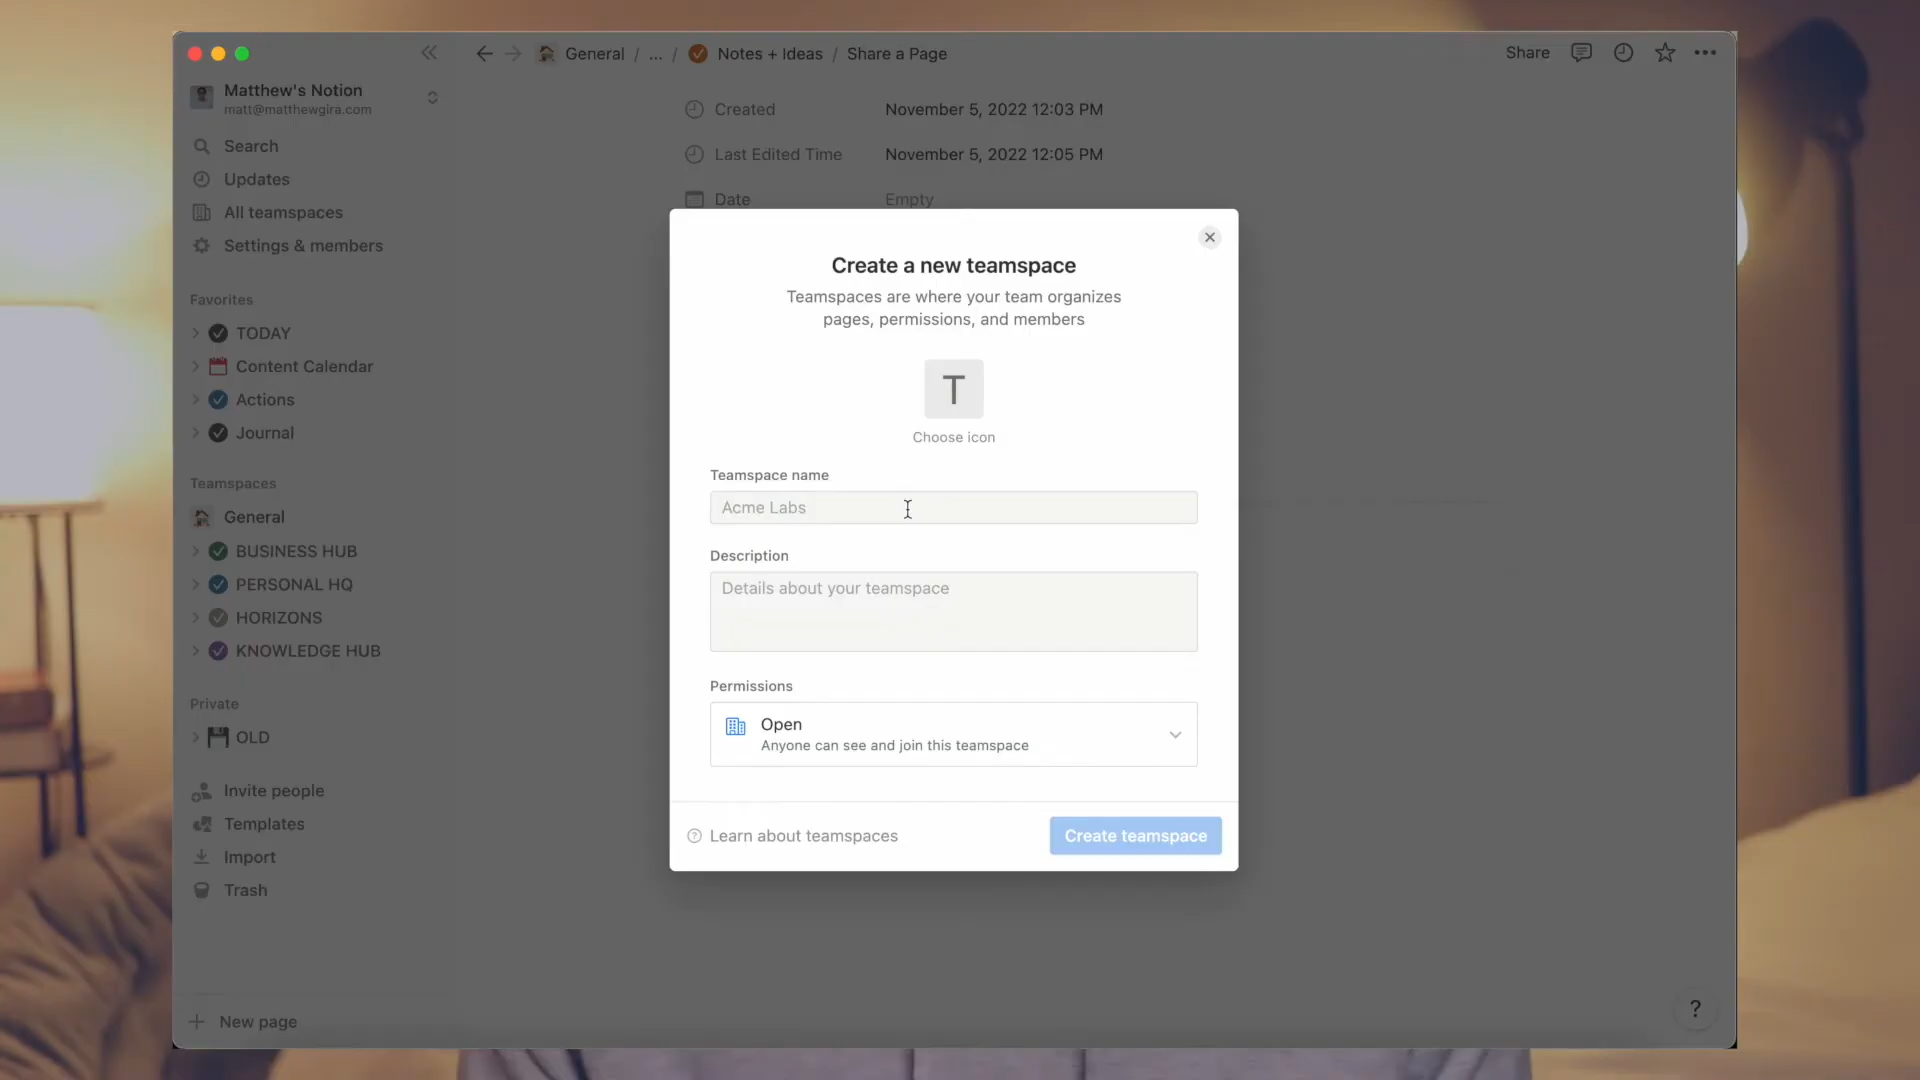 General / ... / Notes + Ideas / Share a Page
Share
Matthew's Notion
matt@matthewgira.com
Search
Updates
All teamspaces
Settings & members
Favorites
TODAY
Content Calendar
Actions
Journal
Teamspaces
General
BUSINESS HUB
PERSONAL HQ
HORIZONS
KNOWLEDGE HUB
Private
OLD
Invite people
Templates
Import
Trash
New page
Created November 5, 2022 12:03 PM
Last Edited Time November 5, 2022 12:05 PM
Date Empty
Create a new teamspace
Teamspaces are where your team organizes
pages, permissions, and members
T
Choose icon
Teamspace name
Acme Labs
Description
Details about your teamspace
Permissions
Open
Anyone can see and join this teamspace
Learn about teamspaces
Create teamspace
?